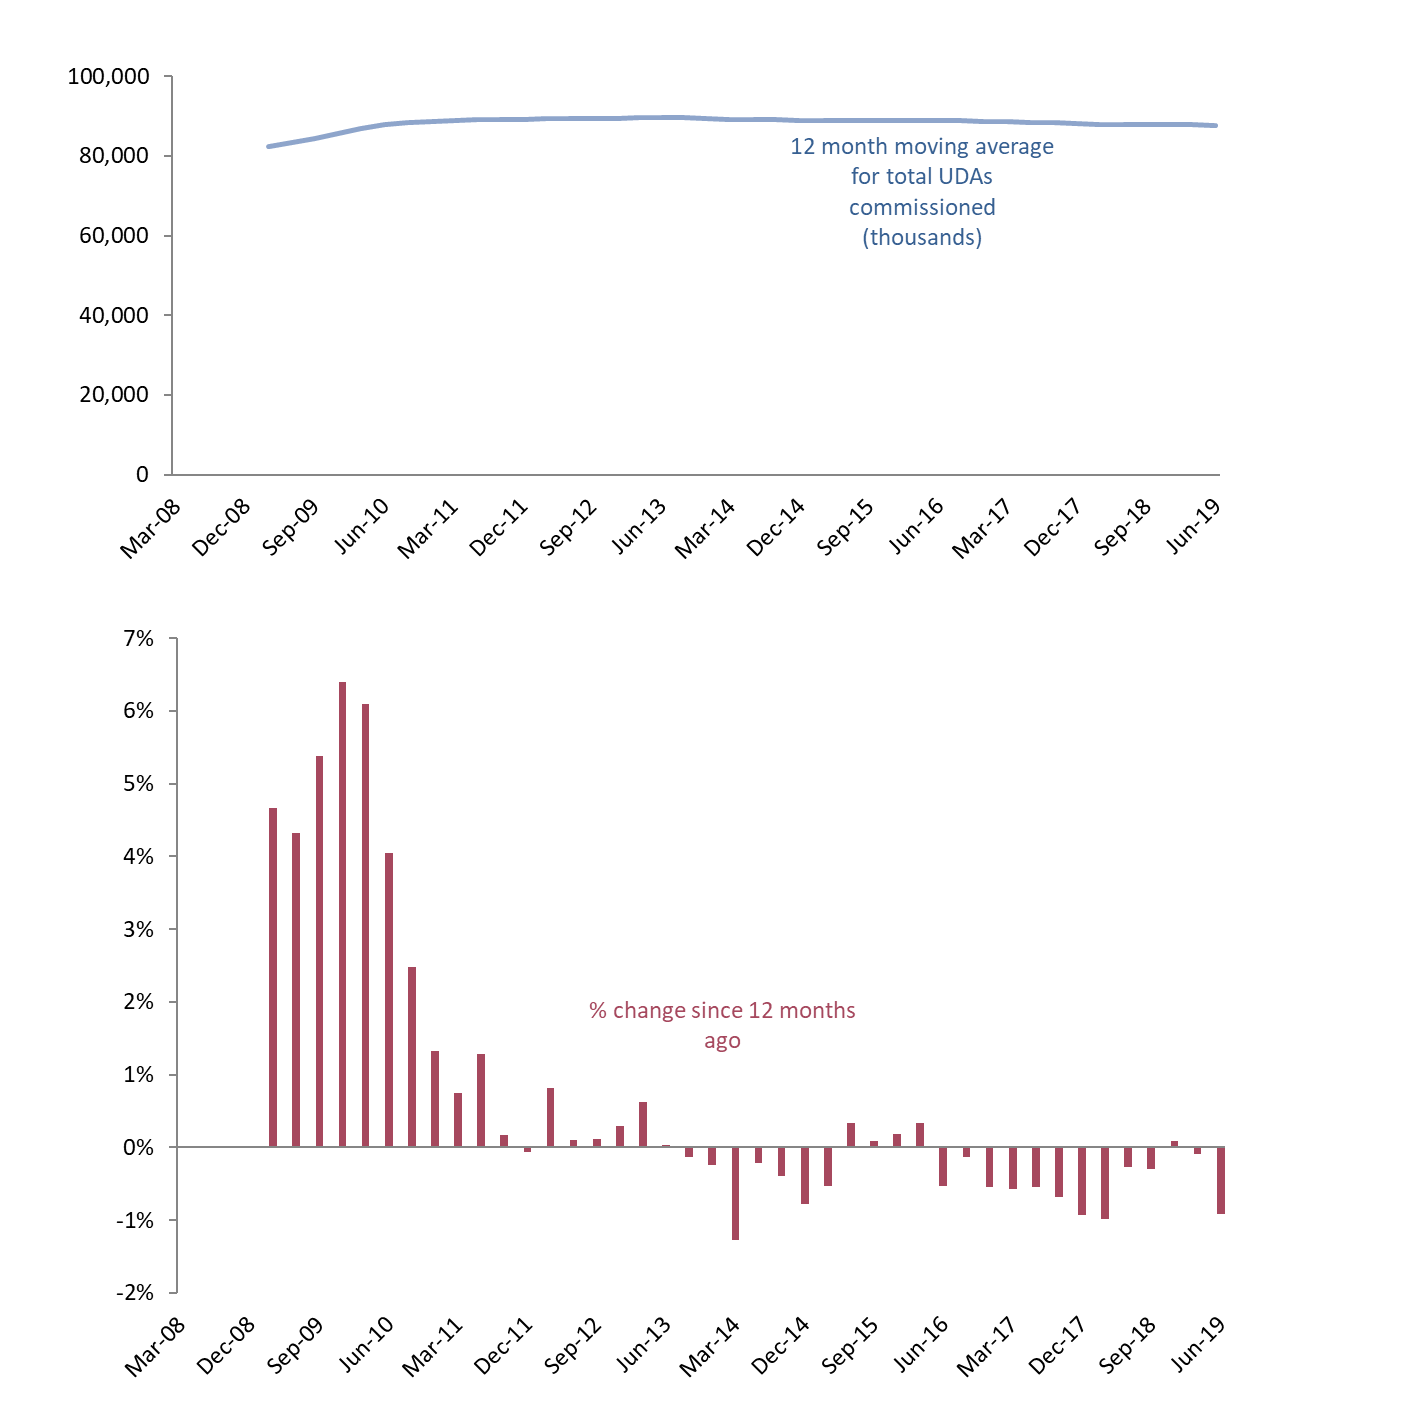 100,000
80,000
60,000
40,000
20,000
0
12 month moving average
for total UDAs
commissioned
(thousands)
Mar-08
Dec-08
Sep-09
Jun-10
Mar-11
Dec-11
Sep-12
Jun-13
Mar-14
Dec-14
Sep-15
Jun-16
Mar-17
Dec-17
Sep-18
Jun-19
7%
6%
5%
4%
3%
2%
1%
0%
-1%
-2%
% change since 12 months
ago
Mar-08
Dec-08
Sep-09
Jun-10
Mar-11
Dec-11
Sep-12
Jun-13
Mar-14
Dec-14
Sep-15
Jun-16
Mar-17
Dec-17
Sep-18
Jun-19